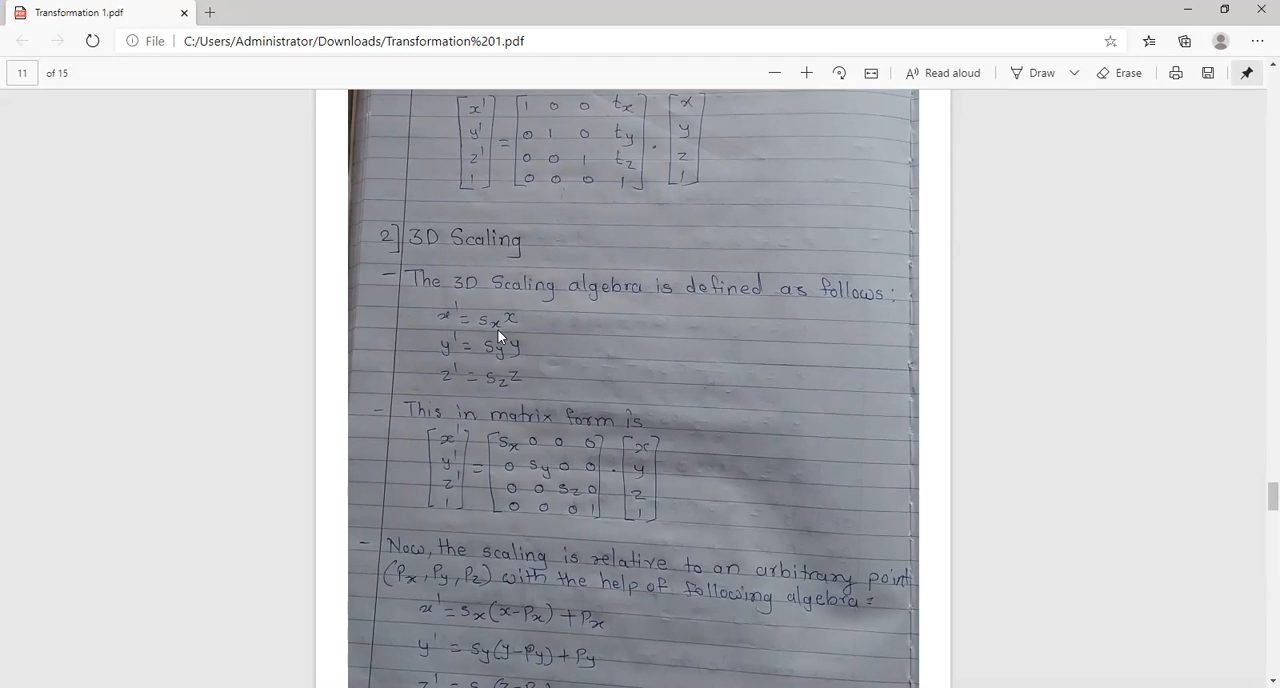 Transformation 1.pdf
File C:/Users/Administrator/Downloads/Transformation%201.pdf
11 of 15 Read aloud Draw Erase
[x' y' z' 1] = [1 0 0 tx; 0 1 0 ty; 0 0 1 tz; 0 0 0 1] . [x y z 1]
2] 3D Scaling
- The 3D Scaling algebra is defined as follows:
x' = sx x
y' = sy y
z' = sz z
- This in matrix form is
[x' y' z' 1] = [sx 0 0 0; 0 sy 0 0; 0 0 sz 0; 0 0 0 1] . [x y z 1]
- Now, the scaling is relative to an arbitrary point
(Px, Py, Pz) with the help of following algebra:
x' = sx(x-Px) + Px
y' = sy(y-Py) + Py